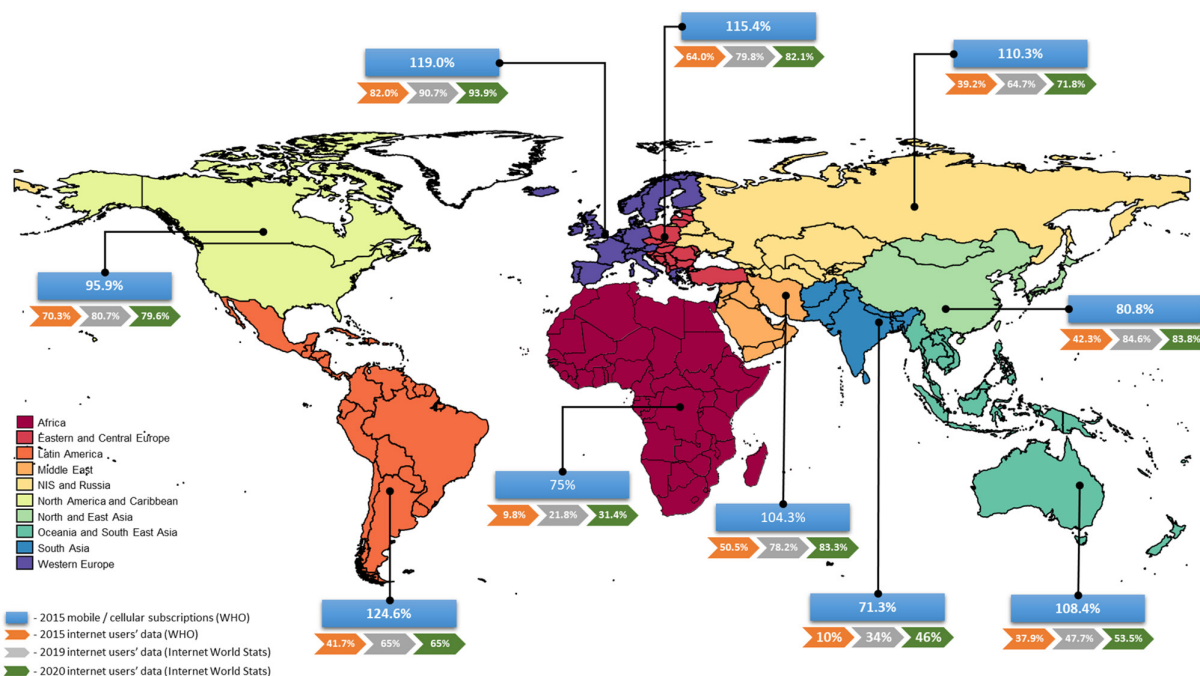 115.4%
64.0% 79.8% 82.1%
119.0%
82.0% 90.7% 93.9%
110.3%
39.2% 64.7% 71.8%
95.9%
70.3% 80.7% 79.6%
80.8%
42.3% 84.6% 83.8%
75%
9.8% 21.8% 31.4%
104.3%
50.5% 78.2% 83.3%
124.6%
41.7% 65% 65%
71.3%
10% 34% 46%
108.4%
37.9% 47.7% 53.5%
Africa
Eastern and Central Europe
Latin America
Middle East
NIS and Russia
North America and Caribbean
North and East Asia
Oceania and South East Asia
South Asia
Western Europe
- 2015 mobile / cellular subscriptions (WHO)
- 2015 internet users' data (WHO)
- 2019 internet users' data (Internet World Stats)
- 2020 internet users' data (Internet World Stats)